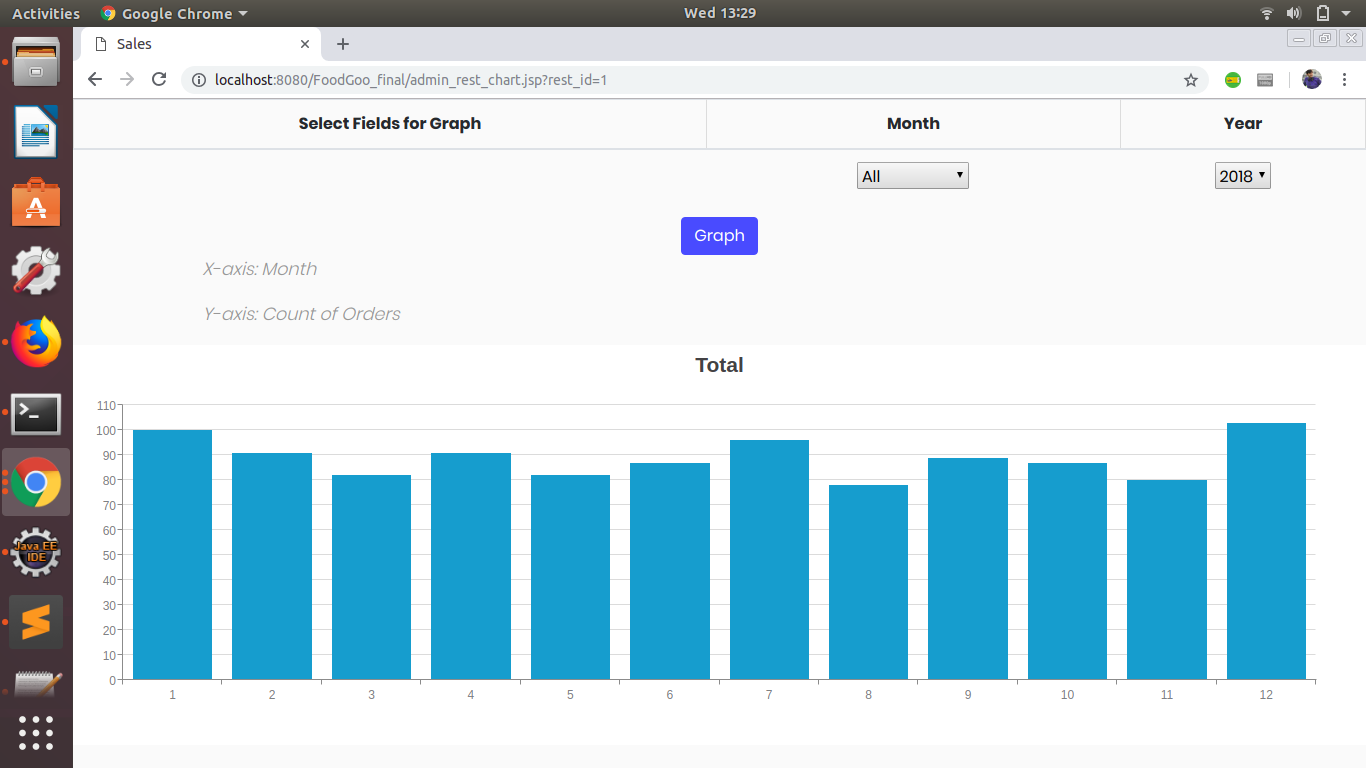 Activities Google Chrome Wed 13:29
Sales
localhost:8080/FoodGoo_final/admin_rest_chart.jsp?rest_id=1
Select Fields for Graph Month Year
All 2018
Graph
X-axis: Month
Y-axis: Count of Orders
Total
110
100
90
80
70
60
50
40
30
20
10
0
1 2 3 4 5 6 7 8 9 10 11 12
Java EE
IDE